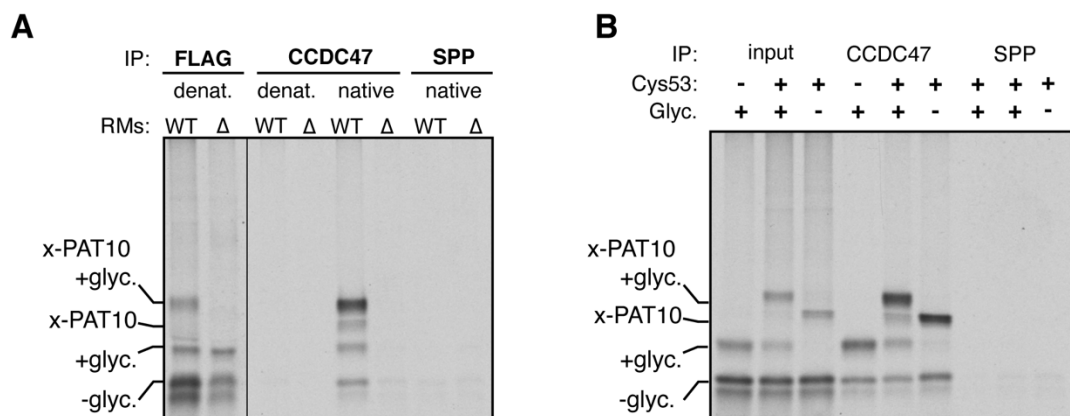 A
IP: FLAG CCDC47 SPP
denat. denat. native native
RMs: WT Δ WT Δ WT Δ WT Δ
x-PAT10
+glyc.
x-PAT10
+glyc.
-glyc.
B
IP: input CCDC47 SPP
Cys53: - + + - + + + + +
Glyc. + + - + + - + + -
x-PAT10
+glyc.
x-PAT10
+glyc.
-glyc.